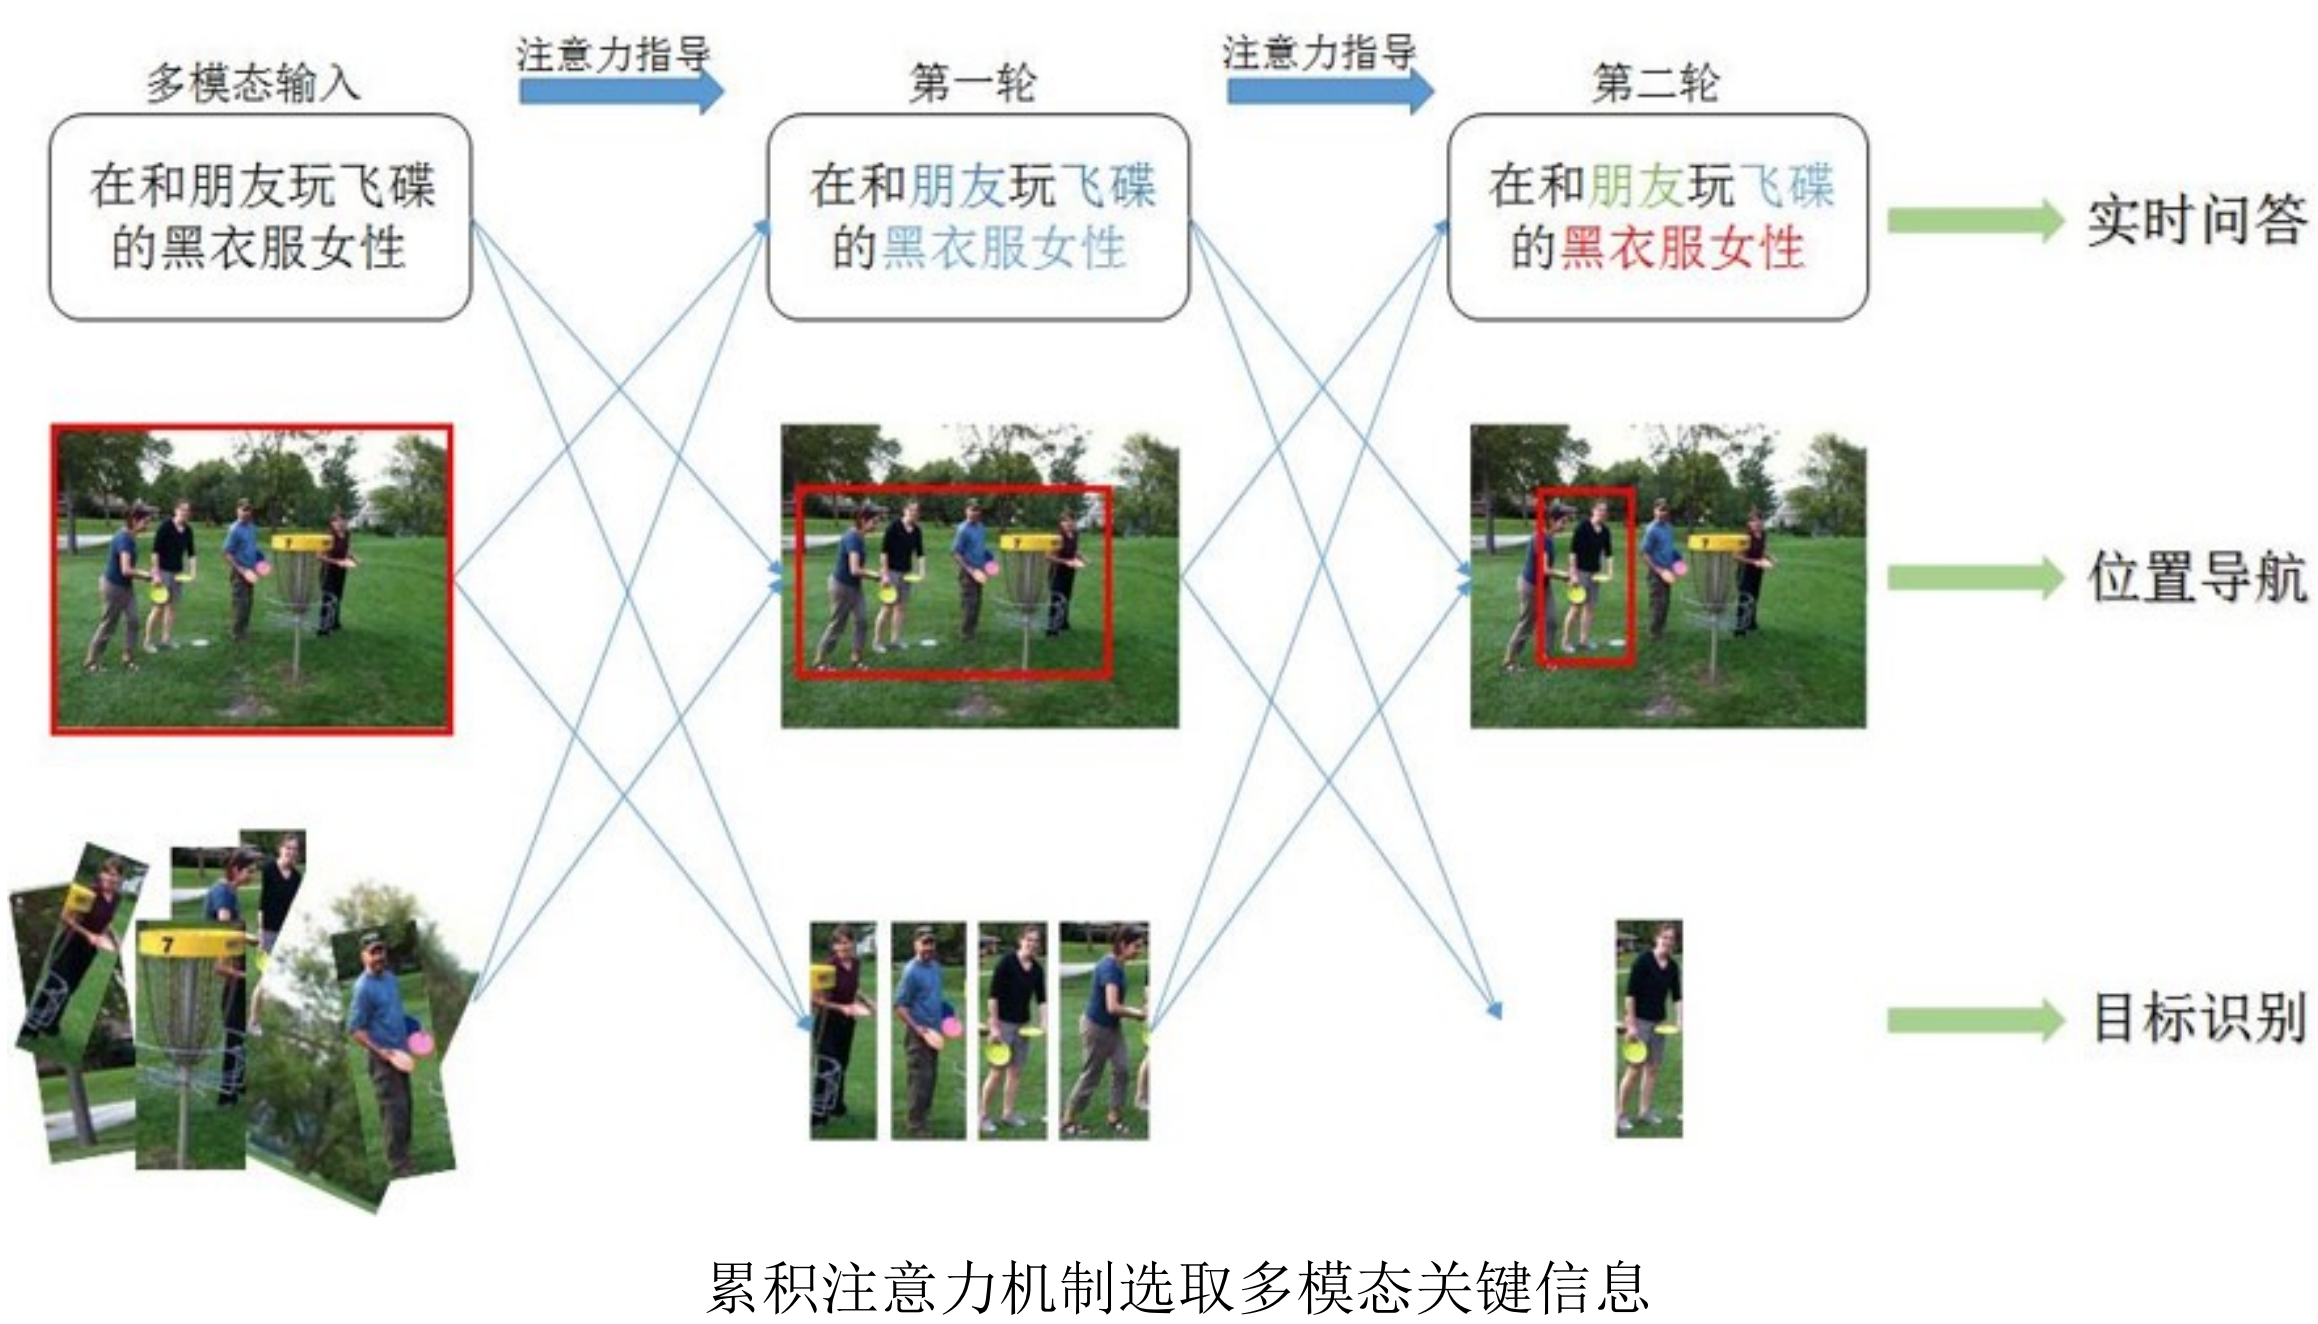 多模态输入
注意力指导
第一轮
注意力指导
第二轮
在和朋友玩飞碟
的黑衣服女性
在和朋友玩飞碟
的黑衣服女性
在和朋友玩飞碟
的黑衣服女性
实时问答
7
7
7
位置导航
7
目标识别
累积注意力机制选取多模态关键信息